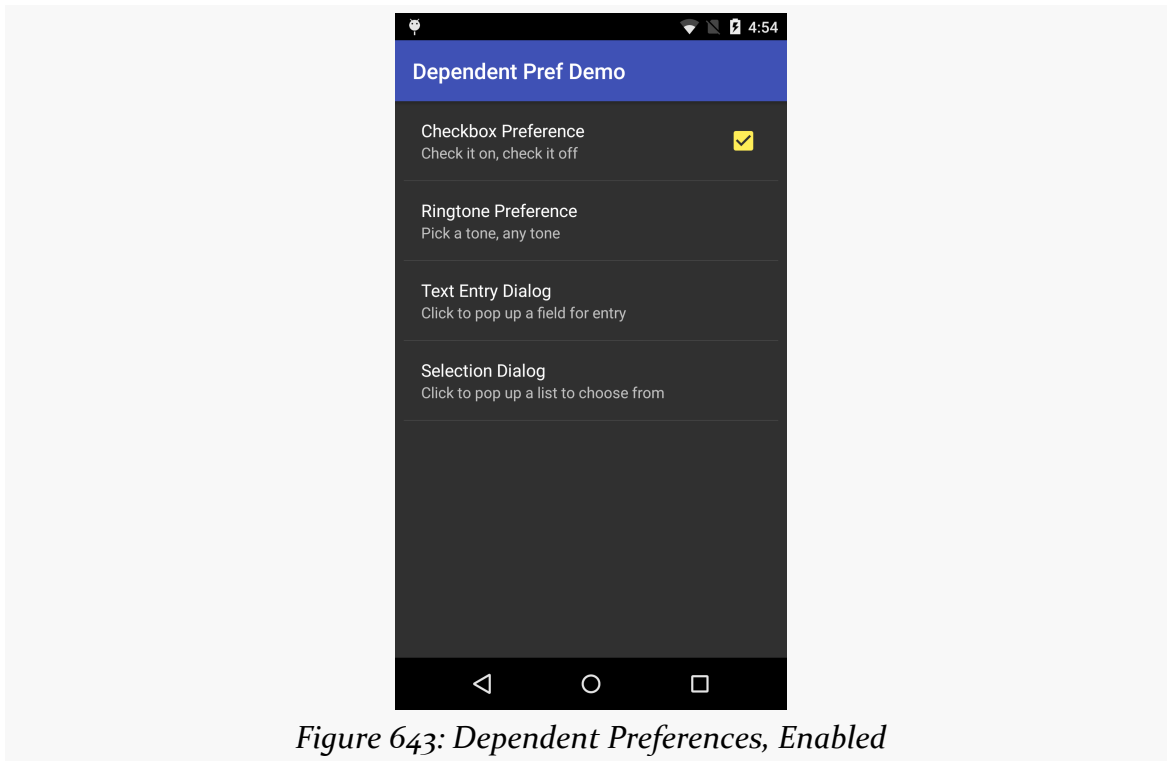 4:54
Dependent Pref Demo
Checkbox Preference
Check it on, check it off
Ringtone Preference
Pick a tone, any tone
Text Entry Dialog
Click to pop up a field for entry
Selection Dialog
Click to pop up a list to choose from
Figure 643: Dependent Preferences, Enabled